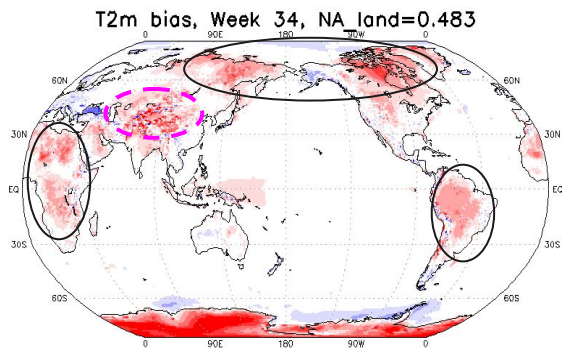 T2m bias, Week 34, NA_land=0.483
0 90E 180 90W 0
60N 60N
30N 30N
EQ EQ
30S 30S
60S 60S
0 90E 180 90W 0